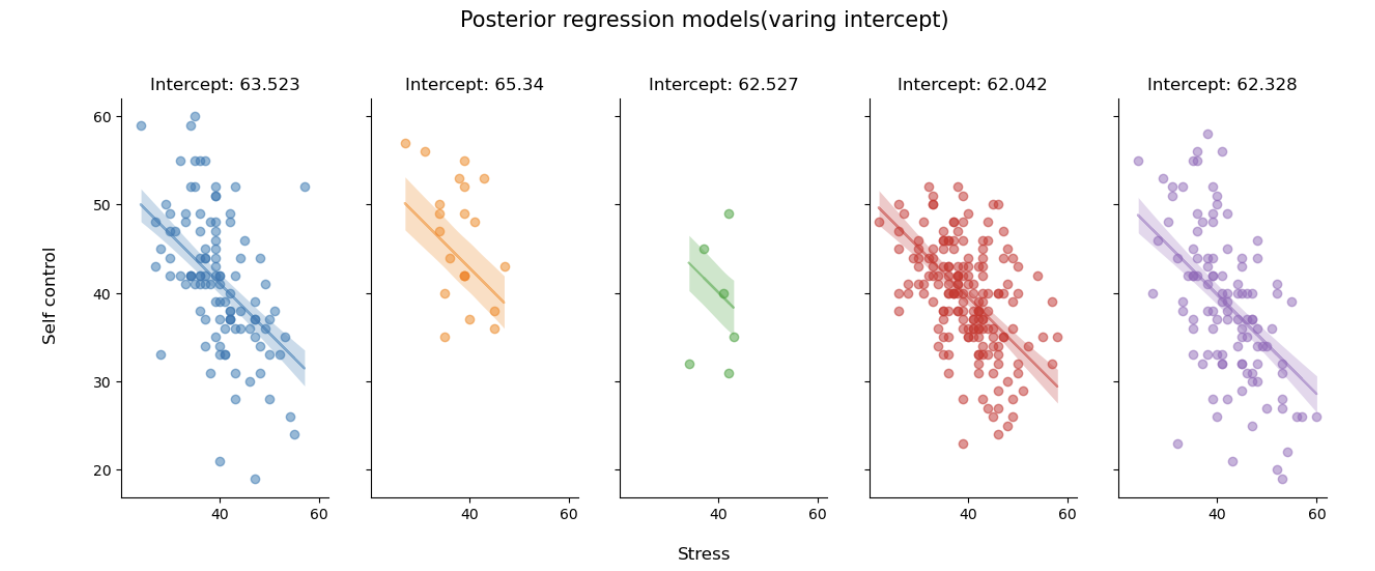 Posterior regression models(varing intercept)
Intercept: 63.523
Intercept: 65.34
Intercept: 62.527
Intercept: 62.042
Intercept: 62.328
60
50
40
30
20
Self control
40 60
40 60
40 60
40 60
40 60
Stress